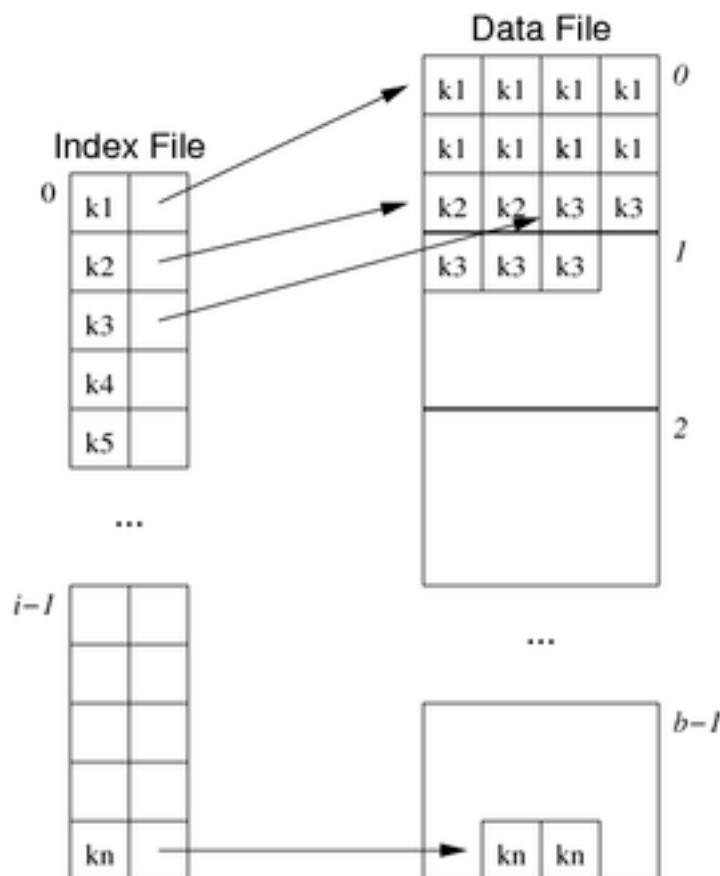 Data File
0
k1 k1 k1 k1
Index File
k1 k1 k1 k1
0
k1
k2 k2 k3 k3
k2
1
k3 k3 k3
k3
k4
k5
2
...
i-1
...
b-1
kn
kn kn